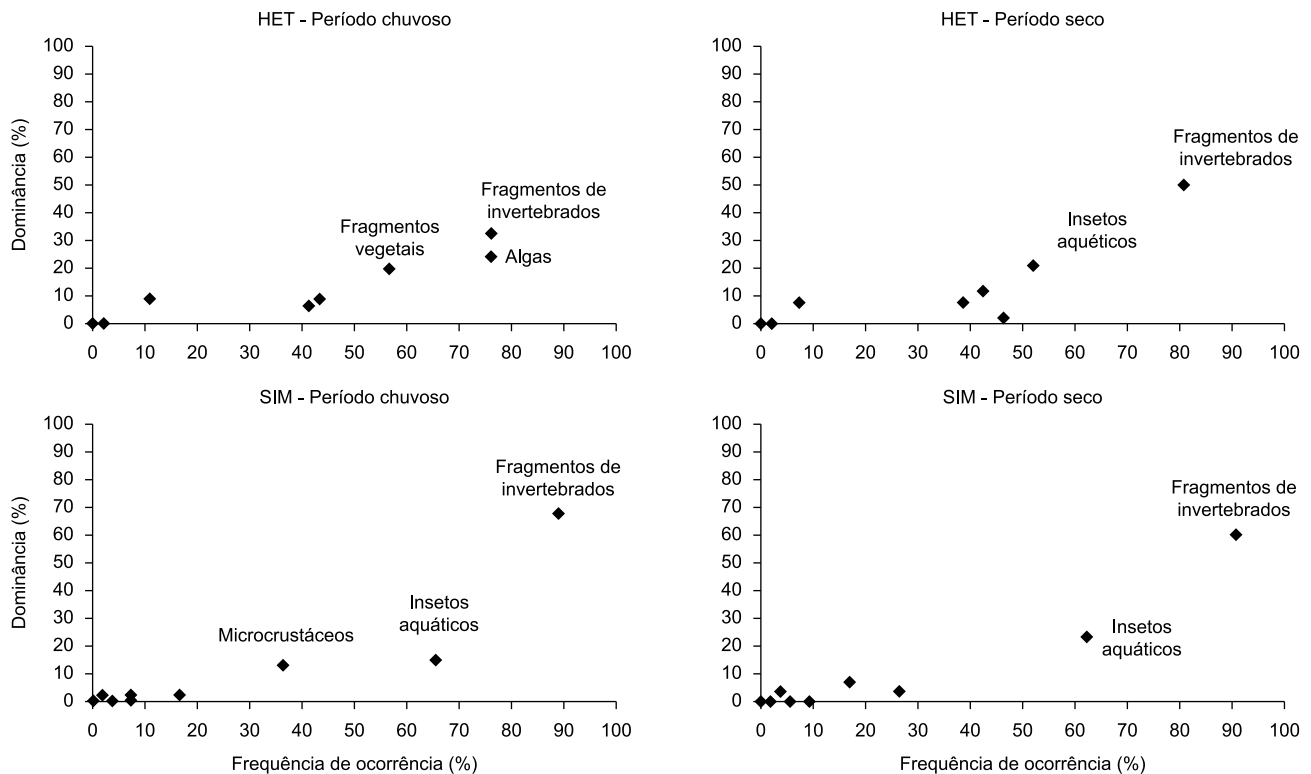 HET - Período chuvoso
100
90
80
70
60
50
40
30
20
10
0
Dominância (%)
Fragmentos de
invertebrados
Fragmentos
vegetais
Algas
0 10 20 30 40 50 60 70 80 90 100
HET - Período seco
100
90
80
70
60
50
40
30
20
10
0
Fragmentos de
invertebrados
Insetos
aquéticos
0 10 20 30 40 50 60 70 80 90 100
SIM - Período chuvoso
100
90
80
70
60
50
40
30
20
10
0
Dominância (%)
Fragmentos de
invertebrados
Insetos
aquáticos
Microcrustáceos
0 10 20 30 40 50 60 70 80 90 100
Frequência de ocorrência (%)
SIM - Período seco
100
90
80
70
60
50
40
30
20
10
0
Fragmentos de
invertebrados
Insetos
aquáticos
0 10 20 30 40 50 60 70 80 90 100
Frequência de ocorrência (%)